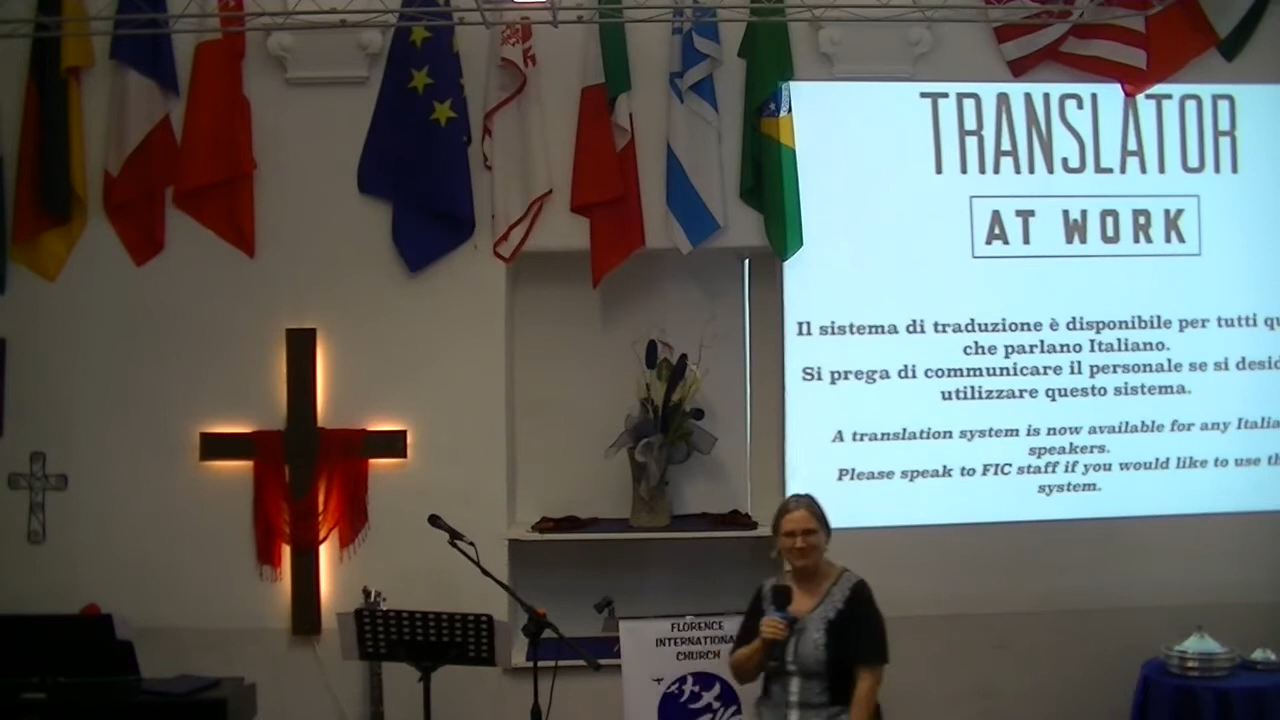 TRANSLATOR
AT WORK
Il sistema di traduzione è disponibile per tutti
che parlano Italiano.
Si prega di communicare il personale se si
utilizzare questo sistema.
A translation system is now available for any
speakers.
Please speak to FIC staff if you would like to use
system.
FLORENCE
INTERNATIONAL
CHURCH